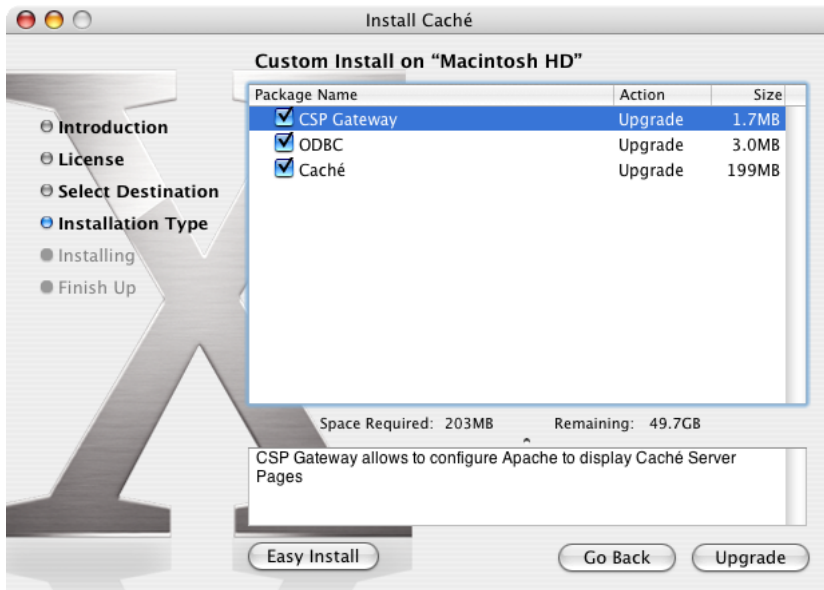 Install Caché
Custom Install on “Macintosh HD”
Introduction
License
Select Destination
Installation Type
Installing
Finish Up
Package Name Action Size
CSP Gateway Upgrade 1.7MB
ODBC Upgrade 3.0MB
Caché Upgrade 199MB
Space Required: 203MB Remaining: 49.7GB
CSP Gateway allows to configure Apache to display Caché Server
Pages
Easy Install Go Back Upgrade